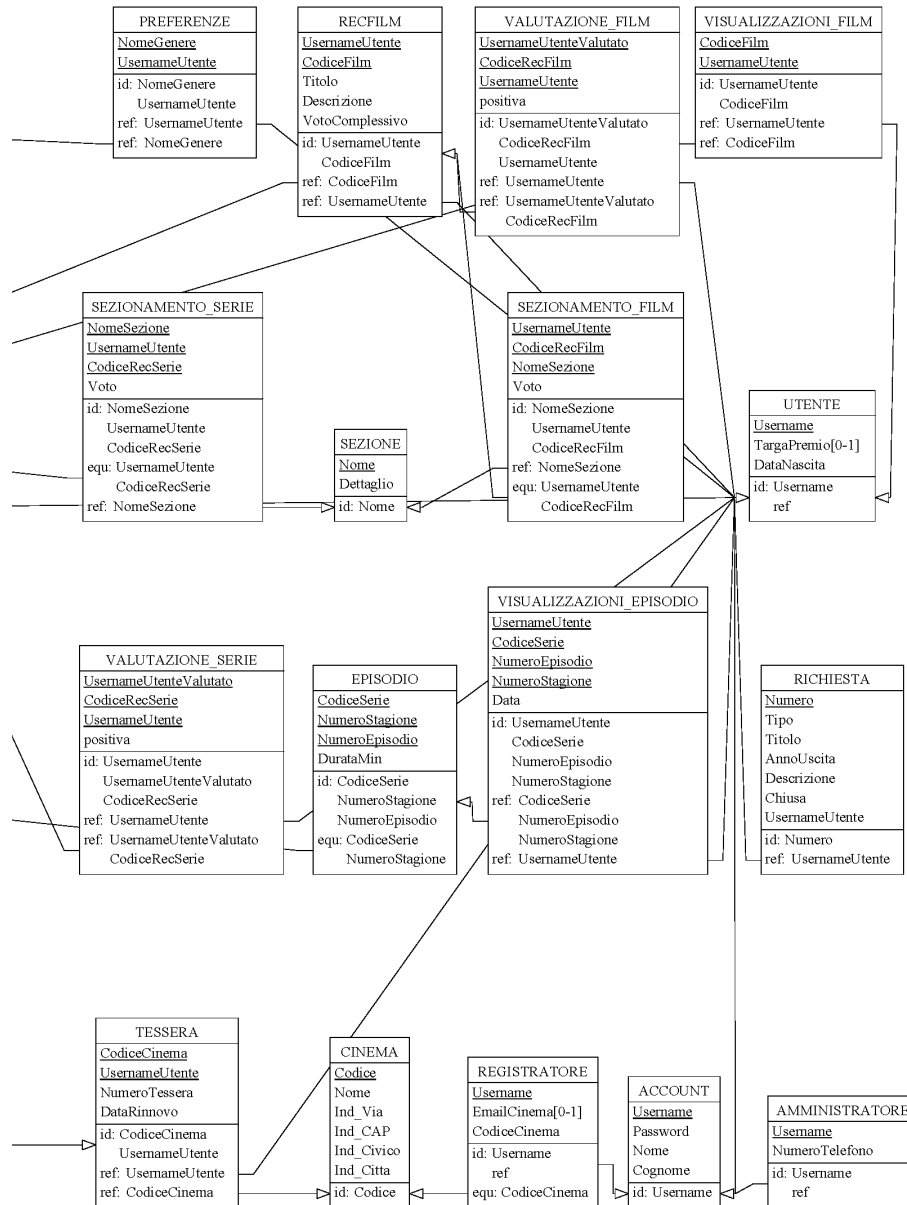 PREFERENZE
NomeGenere
UsernameUtente
id: NomeGenere
UsernameUtente
ref: UsernameUtente
ref: NomeGenere
RECFILM
UsernameUtente
CodiceFilm
Titolo
Descrizione
VotoComplessivo
id: UsernameUtente
CodiceFilm
ref: CodiceFilm
ref: UsernameUtente
VALUTAZIONE_FILM
UsernameUtenteValutato
CodiceRecFilm
UsernameUtente
positiva
id: UsernameUtenteValutato
CodiceRecFilm
UsernameUtente
ref: UsernameUtente
ref: UsernameUtenteValutato
CodiceRecFilm
VISUALIZZAZIONI_FILM
CodiceFilm
UsernameUtente
id: UsernameUtente
CodiceFilm
ref: UsernameUtente
ref: CodiceFilm
SEZIONAMENTO_SERIE
NomeSezione
UsernameUtente
CodiceRecSerie
Voto
id: NomeSezione
UsernameUtente
CodiceRecSerie
equ: UsernameUtente
CodiceRecSerie
ref: NomeSezione
SEZIONE
Nome
Dettaglio
id: Nome
SEZIONAMENTO_FILM
UsernameUtente
CodiceRecFilm
NomeSezione
Voto
id: NomeSezione
UsernameUtente
CodiceRecFilm
ref: NomeSezione
equ: UsernameUtente
CodiceRecFilm
UTENTE
Username
TargaPremio[0-1]
DataNascita
id: Username
ref
VALUTAZIONE_SERIE
UsernameUtenteValutato
CodiceRecSerie
UsernameUtente
positiva
id: UsernameUtente
UsernameUtenteValutato
CodiceRecSerie
ref: UsernameUtente
ref: UsernameUtenteValutato
CodiceRecSerie
EPISODIO
CodiceSerie
NumeroStagione
NumeroEpisodio
DurataMin
id: CodiceSerie
NumeroStagione
NumeroEpisodio
equ: CodiceSerie
NumeroStagione
VISUALIZZAZIONI_EPISODIO
UsernameUtente
CodiceSerie
NumeroEpisodio
NumeroStagione
Data
id: UsernameUtente
CodiceSerie
NumeroEpisodio
NumeroStagione
ref: CodiceSerie
NumeroEpisodio
NumeroStagione
ref: UsernameUtente
RICHIESTA
Numero
Tipo
Titolo
AnnoUscita
Descrizione
Chiusa
UsernameUtente
id: Numero
ref: UsernameUtente
TESSERA
CodiceCinema
UsernameUtente
NumeroTessera
DataRinnovo
id: CodiceCinema
UsernameUtente
ref: UsernameUtente
ref: CodiceCinema
CINEMA
Codice
Nome
Ind_Via
Ind_CAP
Ind_Civico
Ind_Citta
id: Codice
REGISTRATORE
Username
EmailCinema[0-1]
CodiceCinema
id: Username
ref
equ: CodiceCinema
ACCOUNT
Username
Password
Nome
Cognome
id: Username
AMMINISTRATORE
Username
NumeroTelefono
id: Username
ref